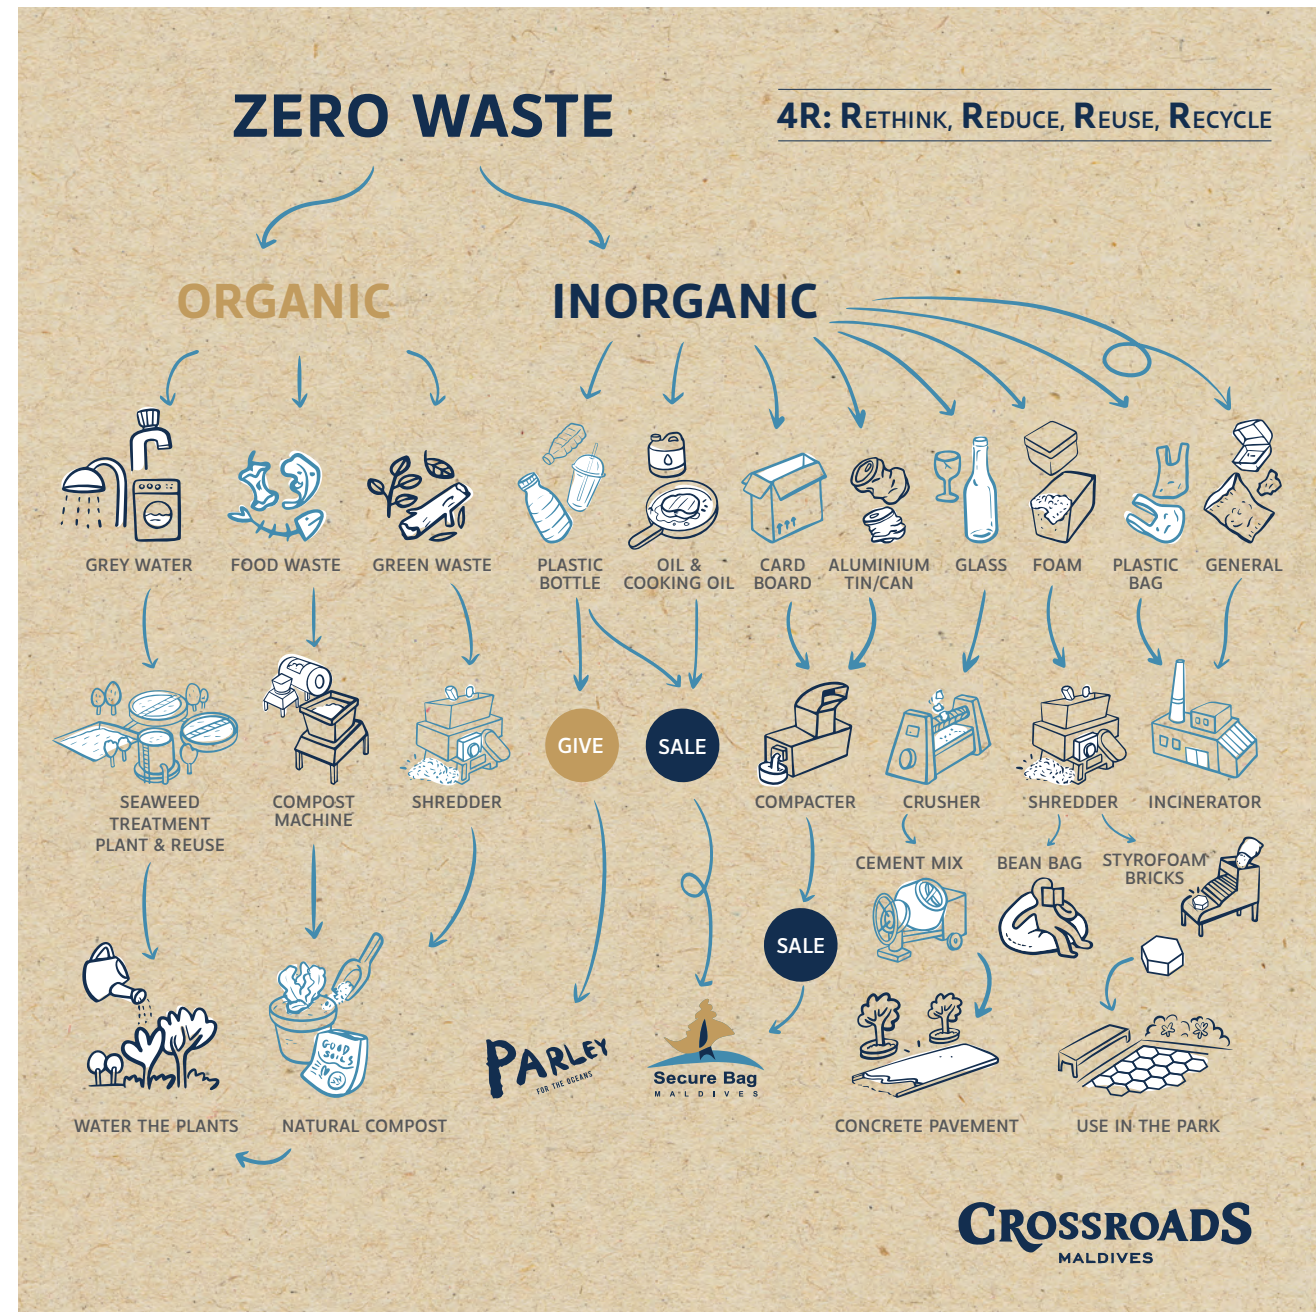 ZERO WASTE
4R: RETHINK, REDUCE, REUSE, RECYCLE
ORGANIC
INORGANIC
GREY WATER
FOOD WASTE
GREEN WASTE
PLASTIC
BOTTLE
OIL &
COOKING OIL
CARD
BOARD
ALUMINIUM
TIN/CAN
GLASS
FOAM
PLASTIC
BAG
GENERAL
GIVE
SALE
SEAWEED
TREATMENT
PLANT & REUSE
COMPOST
MACHINE
SHREDDER
COMPACTER
CRUSHER
SHREDDER
INCINERATOR
CEMENT MIX
BEAN BAG
STYROFOAM
BRICKS
SALE
GOOD
SOILS
PARLEY
FOR THE OCEANS
Secure Bag
MALDIVES
WATER THE PLANTS
NATURAL COMPOST
CONCRETE PAVEMENT
USE IN THE PARK
CROSSROADS
MALDIVES